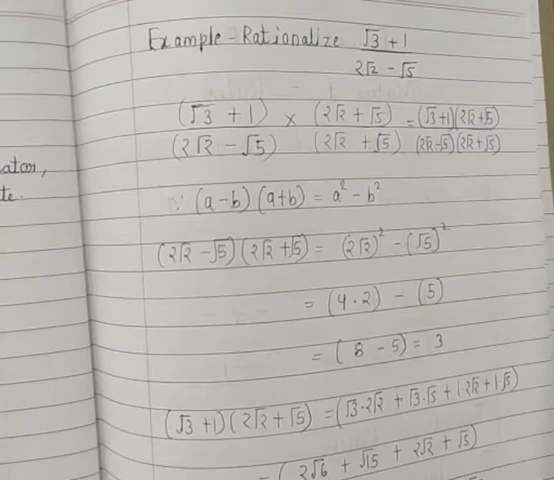 ator,
te.
Example - Rationalize (√3 + 1)/(2√2 - √5)
(√3 + 1)/(2√2 - √5) × (2√2 + √5)/(2√2 + √5) = (√3+1)(2√2+√5)/(2√2-√5)(2√2+√5)
∵ (a-b)(a+b) = a² - b²
(2√2 - √5)(2√2 + √5) = (2√2)² - (√5)²
= (4·2) - (5)
= (8 - 5) = 3
(√3 + 1)(2√2 + √5) = (√3·2√2 + √3·√5 + 1·2√2 + 1·√5)
= (2√6 + √15 + 2√2 + √5)